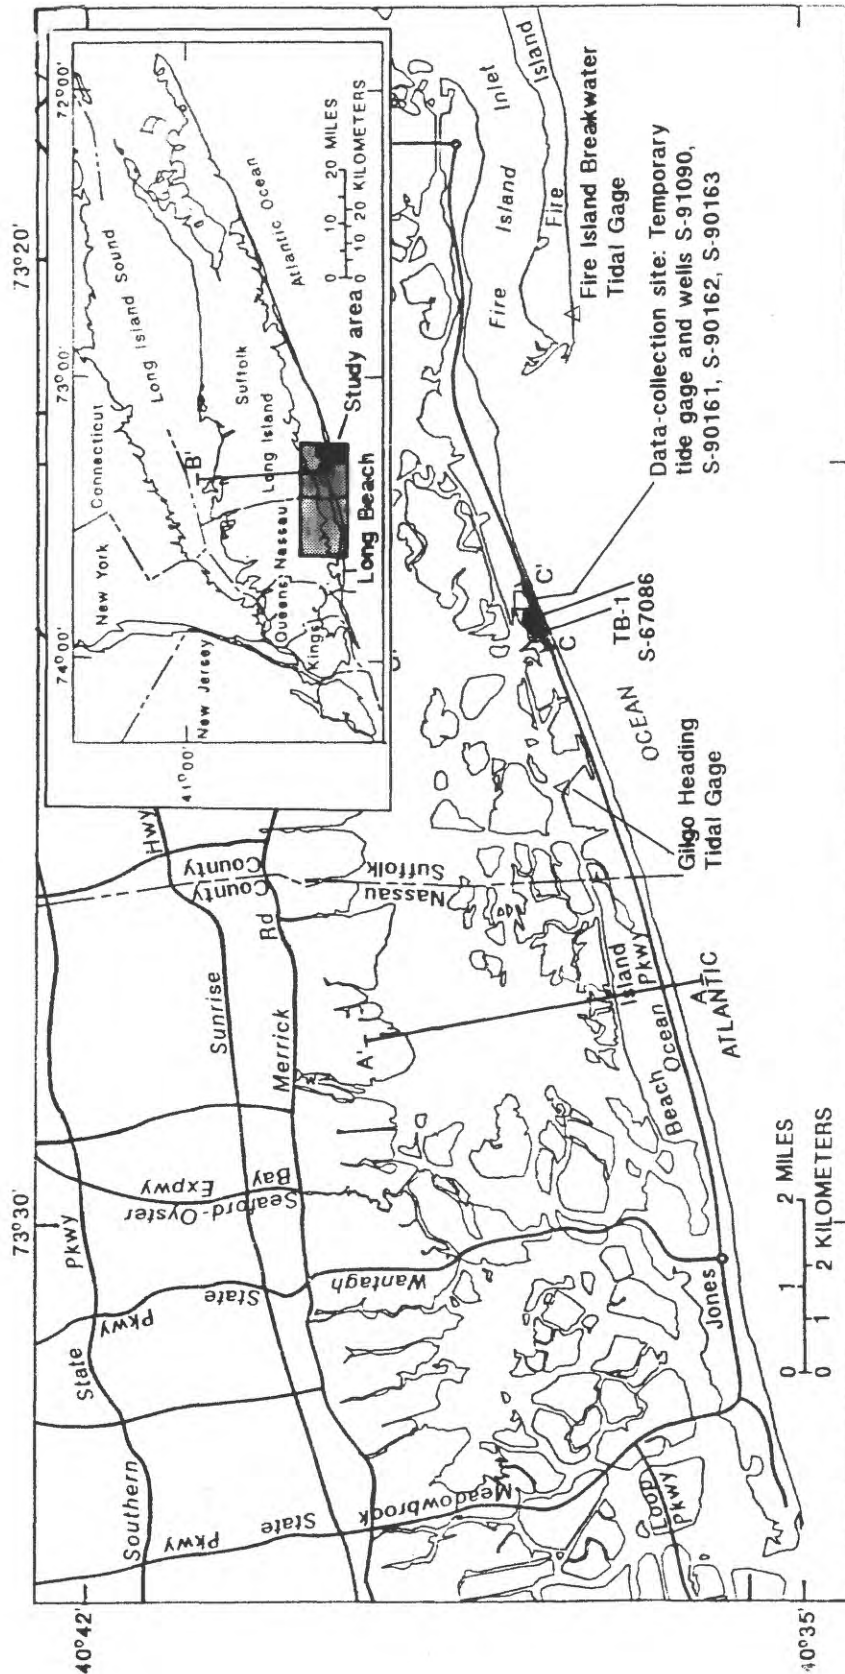 73°30'
73°20'
40°42'
40°35'
New York
Connecticut
New Jersey
Long Island Sound
Suffolk
Long Island
Queens
Nassau
Kings
Atlantic Ocean
B'
74°00'
73°00'
72°00'
41°00'
0 10 20 MILES
0 10 20 KILOMETERS
Study area
Long Beach
Southern
State
Pkwy
Sunrise
Hwy
Merrick
Rd
Meadowbrook
State
Pkwy
Wantagh
State
Pkwy
Seaford-Oyster
Bay
Expwy
Nassau
County
Suffolk
County
Loop
Pkwy
Jones
Beach
Island
Ocean
Pkwy
A'
A
ATLANTIC
OCEAN
Gilgo Heading
Tidal Gage
C
C'
TB-1
S-67086
Data-collection site: Temporary
tide gage and wells S-91090,
S-90161, S-90162, S-90163
Fire Island Inlet
Fire Island
Fire Island Breakwater
Tidal Gage
0 1 2 MILES
0 1 2 KILOMETERS